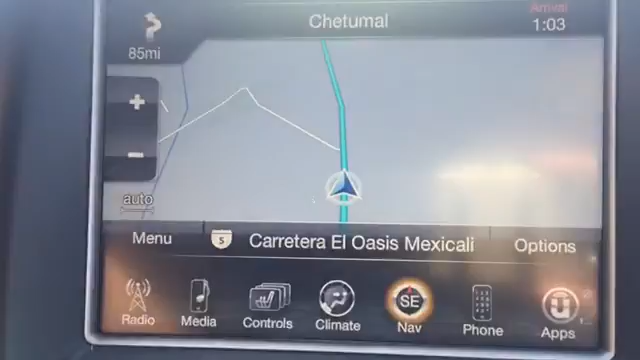 Chetumal
Arrival
1:03
85mi
auto
Menu
5
Carretera El Oasis Mexicali
Options
Radio
Media
Controls
Climate
SE
Nav
Phone
Apps